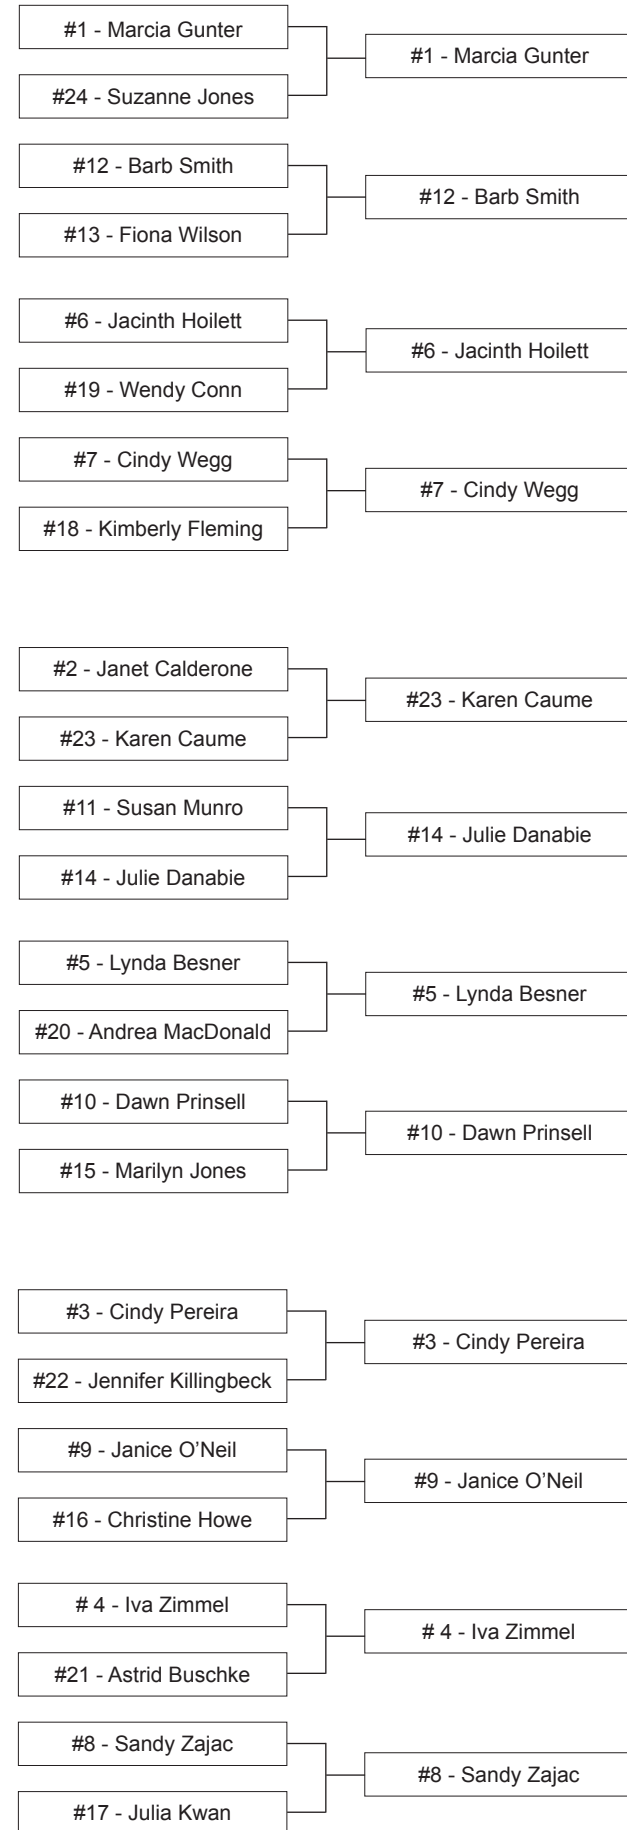 #1 - Marcia Gunter
#1 - Marcia Gunter
#24 - Suzanne Jones
#12 - Barb Smith
#12 - Barb Smith
#13 - Fiona Wilson
#6 - Jacinth Hoilett
#6 - Jacinth Hoilett
#19 - Wendy Conn
#7 - Cindy Wegg
#7 - Cindy Wegg
#18 - Kimberly Fleming
#2 - Janet Calderone
#23 - Karen Caume
#23 - Karen Caume
#11 - Susan Munro
#14 - Julie Danabie
#14 - Julie Danabie
#5 - Lynda Besner
#5 - Lynda Besner
#20 - Andrea MacDonald
#10 - Dawn Prinsell
#10 - Dawn Prinsell
#15 - Marilyn Jones
#3 - Cindy Pereira
#3 - Cindy Pereira
#22 - Jennifer Killingbeck
#9 - Janice O’Neil
#9 - Janice O’Neil
#16 - Christine Howe
# 4 - Iva Zimmel
# 4 - Iva Zimmel
#21 - Astrid Buschke
#8 - Sandy Zajac
#8 - Sandy Zajac
#17 - Julia Kwan